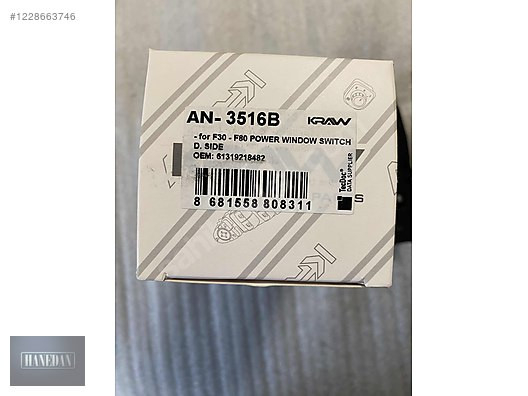 #1228663746
AN- 3516B
KRAW
- for F30 - F80 POWER WINDOW SWITCH
D. SIDE
OEM: 61319218482
TecDoc
DATA SUPPLIER
8 681558 808311
HANEDAN